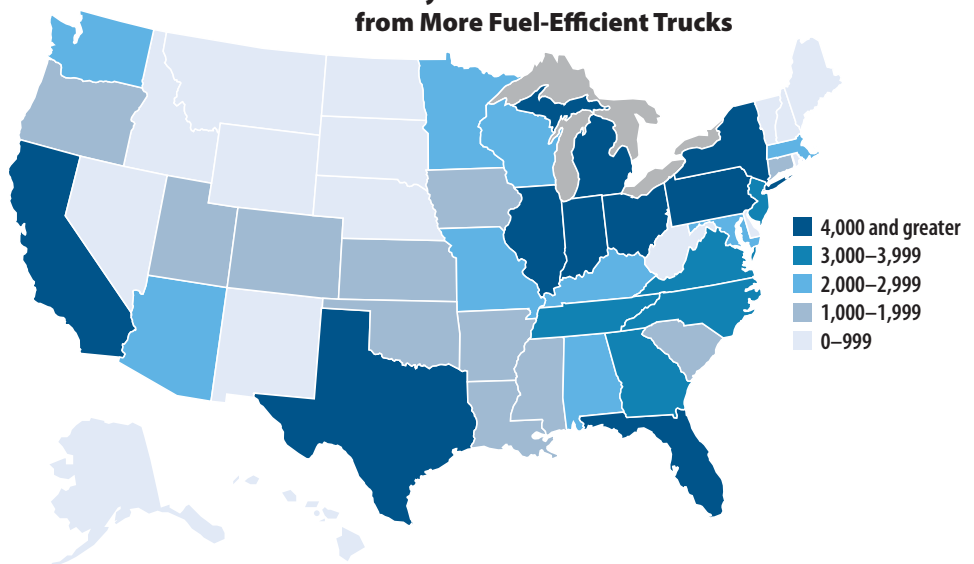 from More Fuel-Efficient Trucks
4,000 and greater
3,000–3,999
2,000–2,999
1,000–1,999
0–999